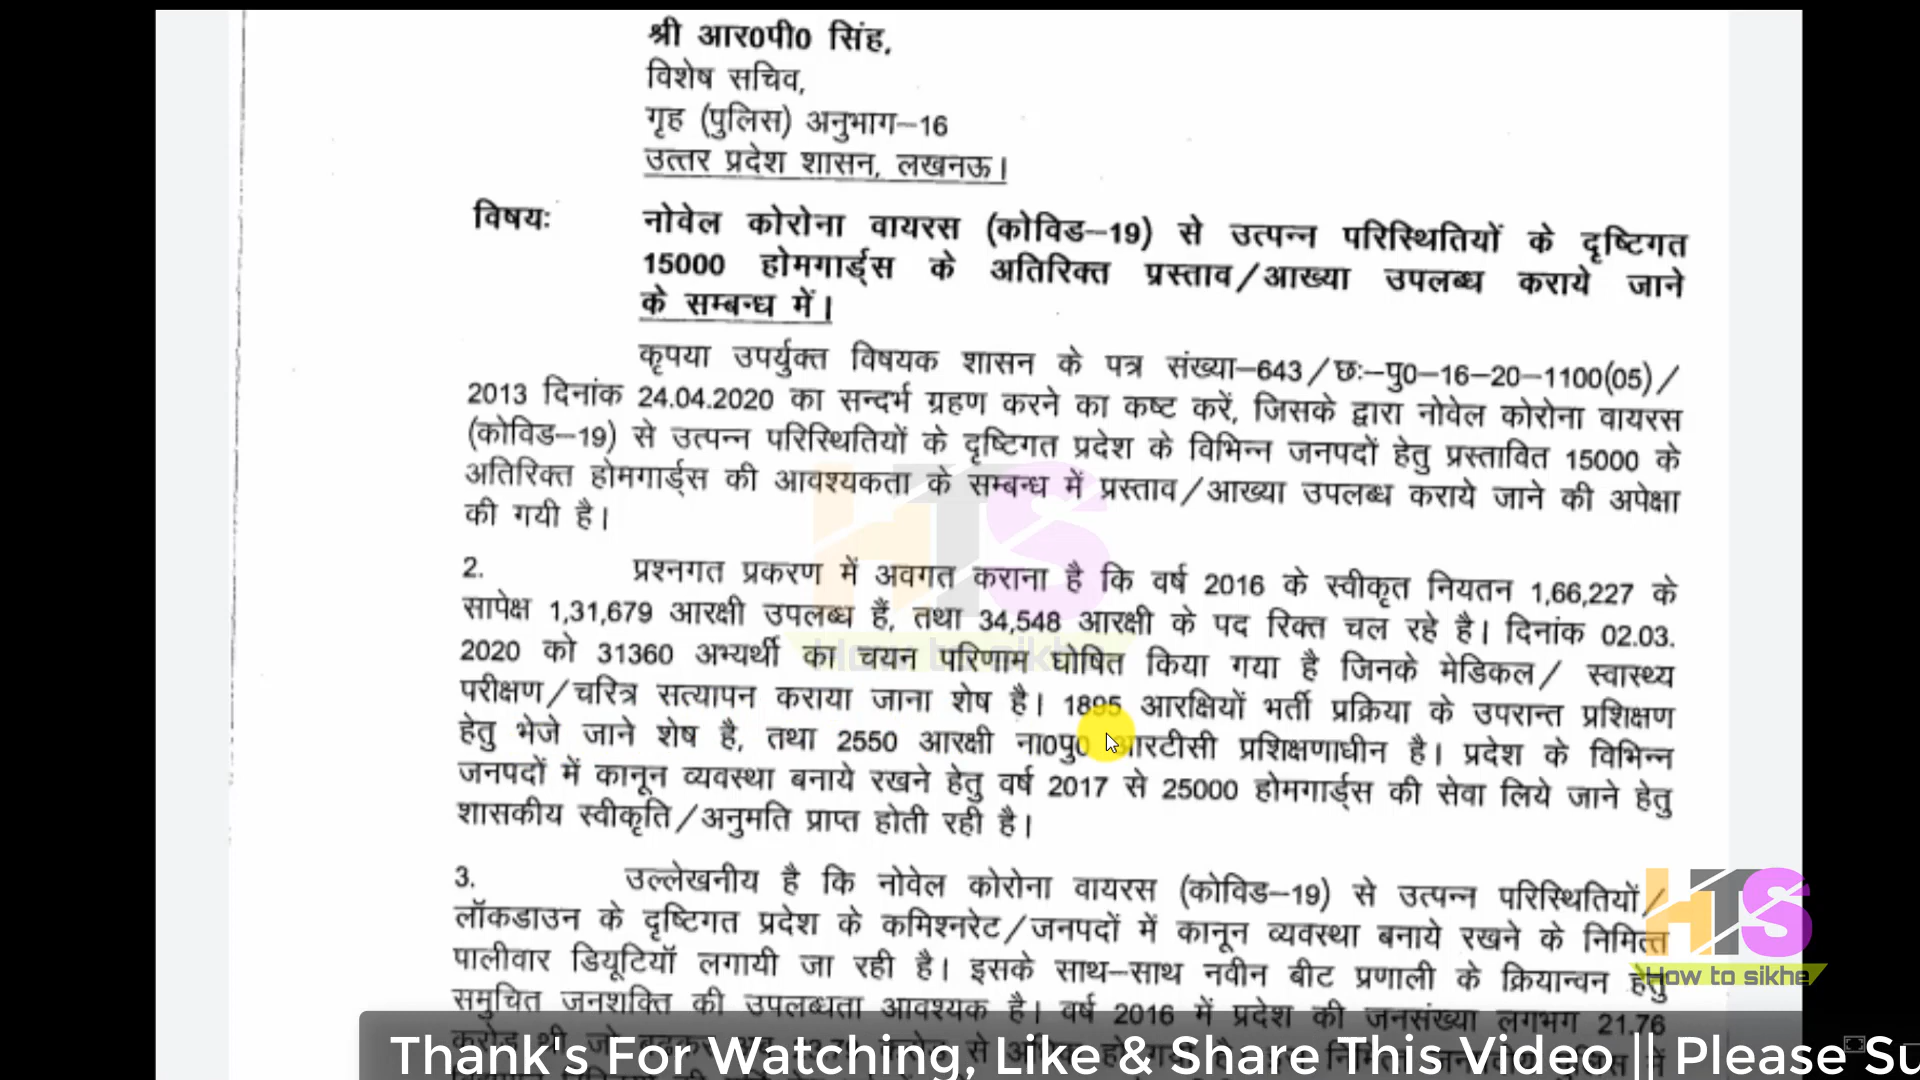 श्री आर0पी0 सिंह,
विशेष सचिव,
गृह (पुलिस) अनुभाग–16
उत्तर प्रदेश शासन, लखनऊ।
विषयः नोवेल कोरोना वायरस (कोविड–19) से उत्पन्न परिस्थितियों के दृष्टिगत
15000 होमगार्ड्स के अतिरिक्त प्रस्ताव/आख्या उपलब्ध कराये जाने
के सम्बन्ध में।
कृपया उपर्युक्त विषयक शासन के पत्र संख्या–643/छः–पु0–16–20–1100(05)/
2013 दिनांक 24.04.2020 का सन्दर्भ ग्रहण करने का कष्ट करें, जिसके द्वारा नोवेल कोरोना वायरस
(कोविड–19) से उत्पन्न परिस्थितियों के दृष्टिगत प्रदेश के विभिन्न जनपदों हेतु प्रस्तावित 15000 के
अतिरिक्त होमगार्ड्स की आवश्यकता के सम्बन्ध में प्रस्ताव/आख्या उपलब्ध कराये जाने की अपेक्षा
की गयी है।
2. प्रश्नगत प्रकरण में अवगत कराना है कि वर्ष 2016 के स्वीकृत नियतन 1,66,227 के
सापेक्ष 1,31,679 आरक्षी उपलब्ध हैं, तथा 34,548 आरक्षी के पद रिक्त चल रहे है। दिनांक 02.03.
2020 को 31360 अभ्यर्थी का चयन परिणाम घोषित किया गया है जिनके मेडिकल/ स्वास्थ्य
परीक्षण/चरित्र सत्यापन कराया जाना शेष है। 1895 आरक्षियों भर्ती प्रक्रिया के उपरान्त प्रशिक्षण
हेतु भेजे जाने शेष है, तथा 2550 आरक्षी ना0पु0 आरटीसी प्रशिक्षणाधीन है। प्रदेश के विभिन्न
जनपदों में कानून व्यवस्था बनाये रखने हेतु वर्ष 2017 से 25000 होमगार्ड्स की सेवा लिये जाने हेतु
शासकीय स्वीकृति/अनुमति प्राप्त होती रही है।
3. उल्लेखनीय है कि नोवेल कोरोना वायरस (कोविड–19) से उत्पन्न परिस्थितियों/
लॉकडाउन के दृष्टिगत प्रदेश के कमिश्नरेट/जनपदों में कानून व्यवस्था बनाये रखने के निमित्त
पालीवार डियूटियॉ लगायी जा रही है। इसके साथ–साथ नवीन बीट प्रणाली के क्रियान्वन हेतु
समुचित जनशक्ति की उपलब्धता आवश्यक है। वर्ष 2016 में प्रदेश की जनसंख्या लगभग 21.76
HTS
How to sikhe
HTS
How to sikhe
Thank's For Watching, Like & Share This Video || Please Su